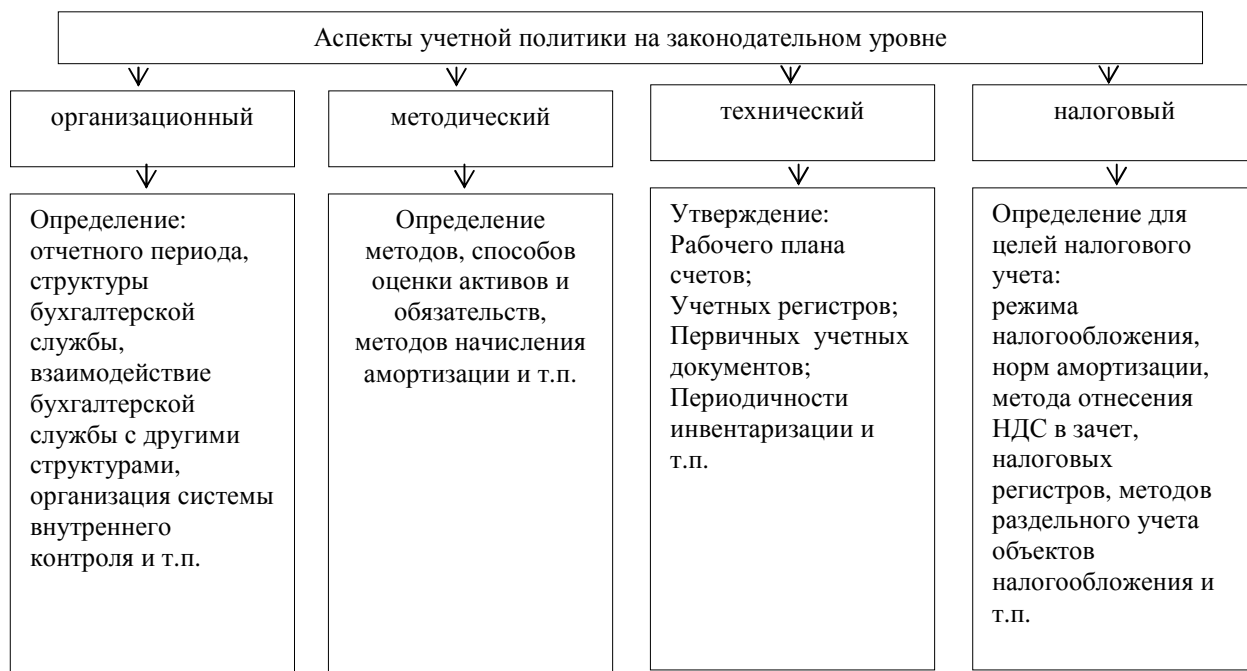 Аспекты учетной политики на законодательном уровне
организационный
методический
технический
налоговый
Определение:
отчетного периода,
структуры
бухгалтерской
службы,
взаимодействие
бухгалтерской
службы с другими
структурами,
организация системы
внутреннего
контроля и т.п.
Определение
методов, способов
оценки активов и
обязательств,
методов начисления
амортизации и т.п.
Утверждение:
Рабочего плана
счетов;
Учетных регистров;
Первичных учетных
документов;
Периодичности
инвентаризации и
т.п.
Определение для
целей налогового
учета:
режима
налогообложения,
норм амортизации,
метода отнесения
НДС в зачет,
налоговых
регистров, методов
раздельного учета
объектов
налогообложения и
т.п.